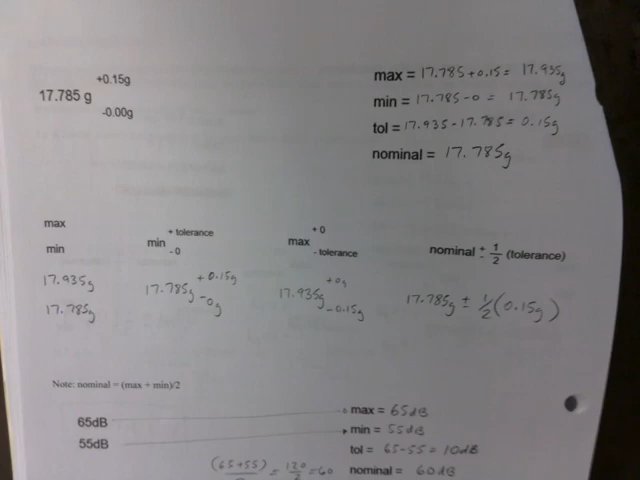 +0.15g
17.785 g
-0.00g
max = 17.785 + 0.15 = 17.935g
min = 17.785 - 0 = 17.785g
tol = 17.935 - 17.785 = 0.15g
nominal = 17.785g
max
min
min + tolerance - 0
max + 0 - tolerance
nominal ± 1/2 (tolerance)
17.935g
17.785g
17.785g + 0.15g - 0g
17.935g + 0g - 0.15g
17.785g ± 1/2 (0.15g)
Note: nominal = (max + min)/2
65dB
55dB
max = 65dB
min = 55dB
tol = 65-55 = 10dB
nominal = 60dB
(65+55) = 120/2 = 60